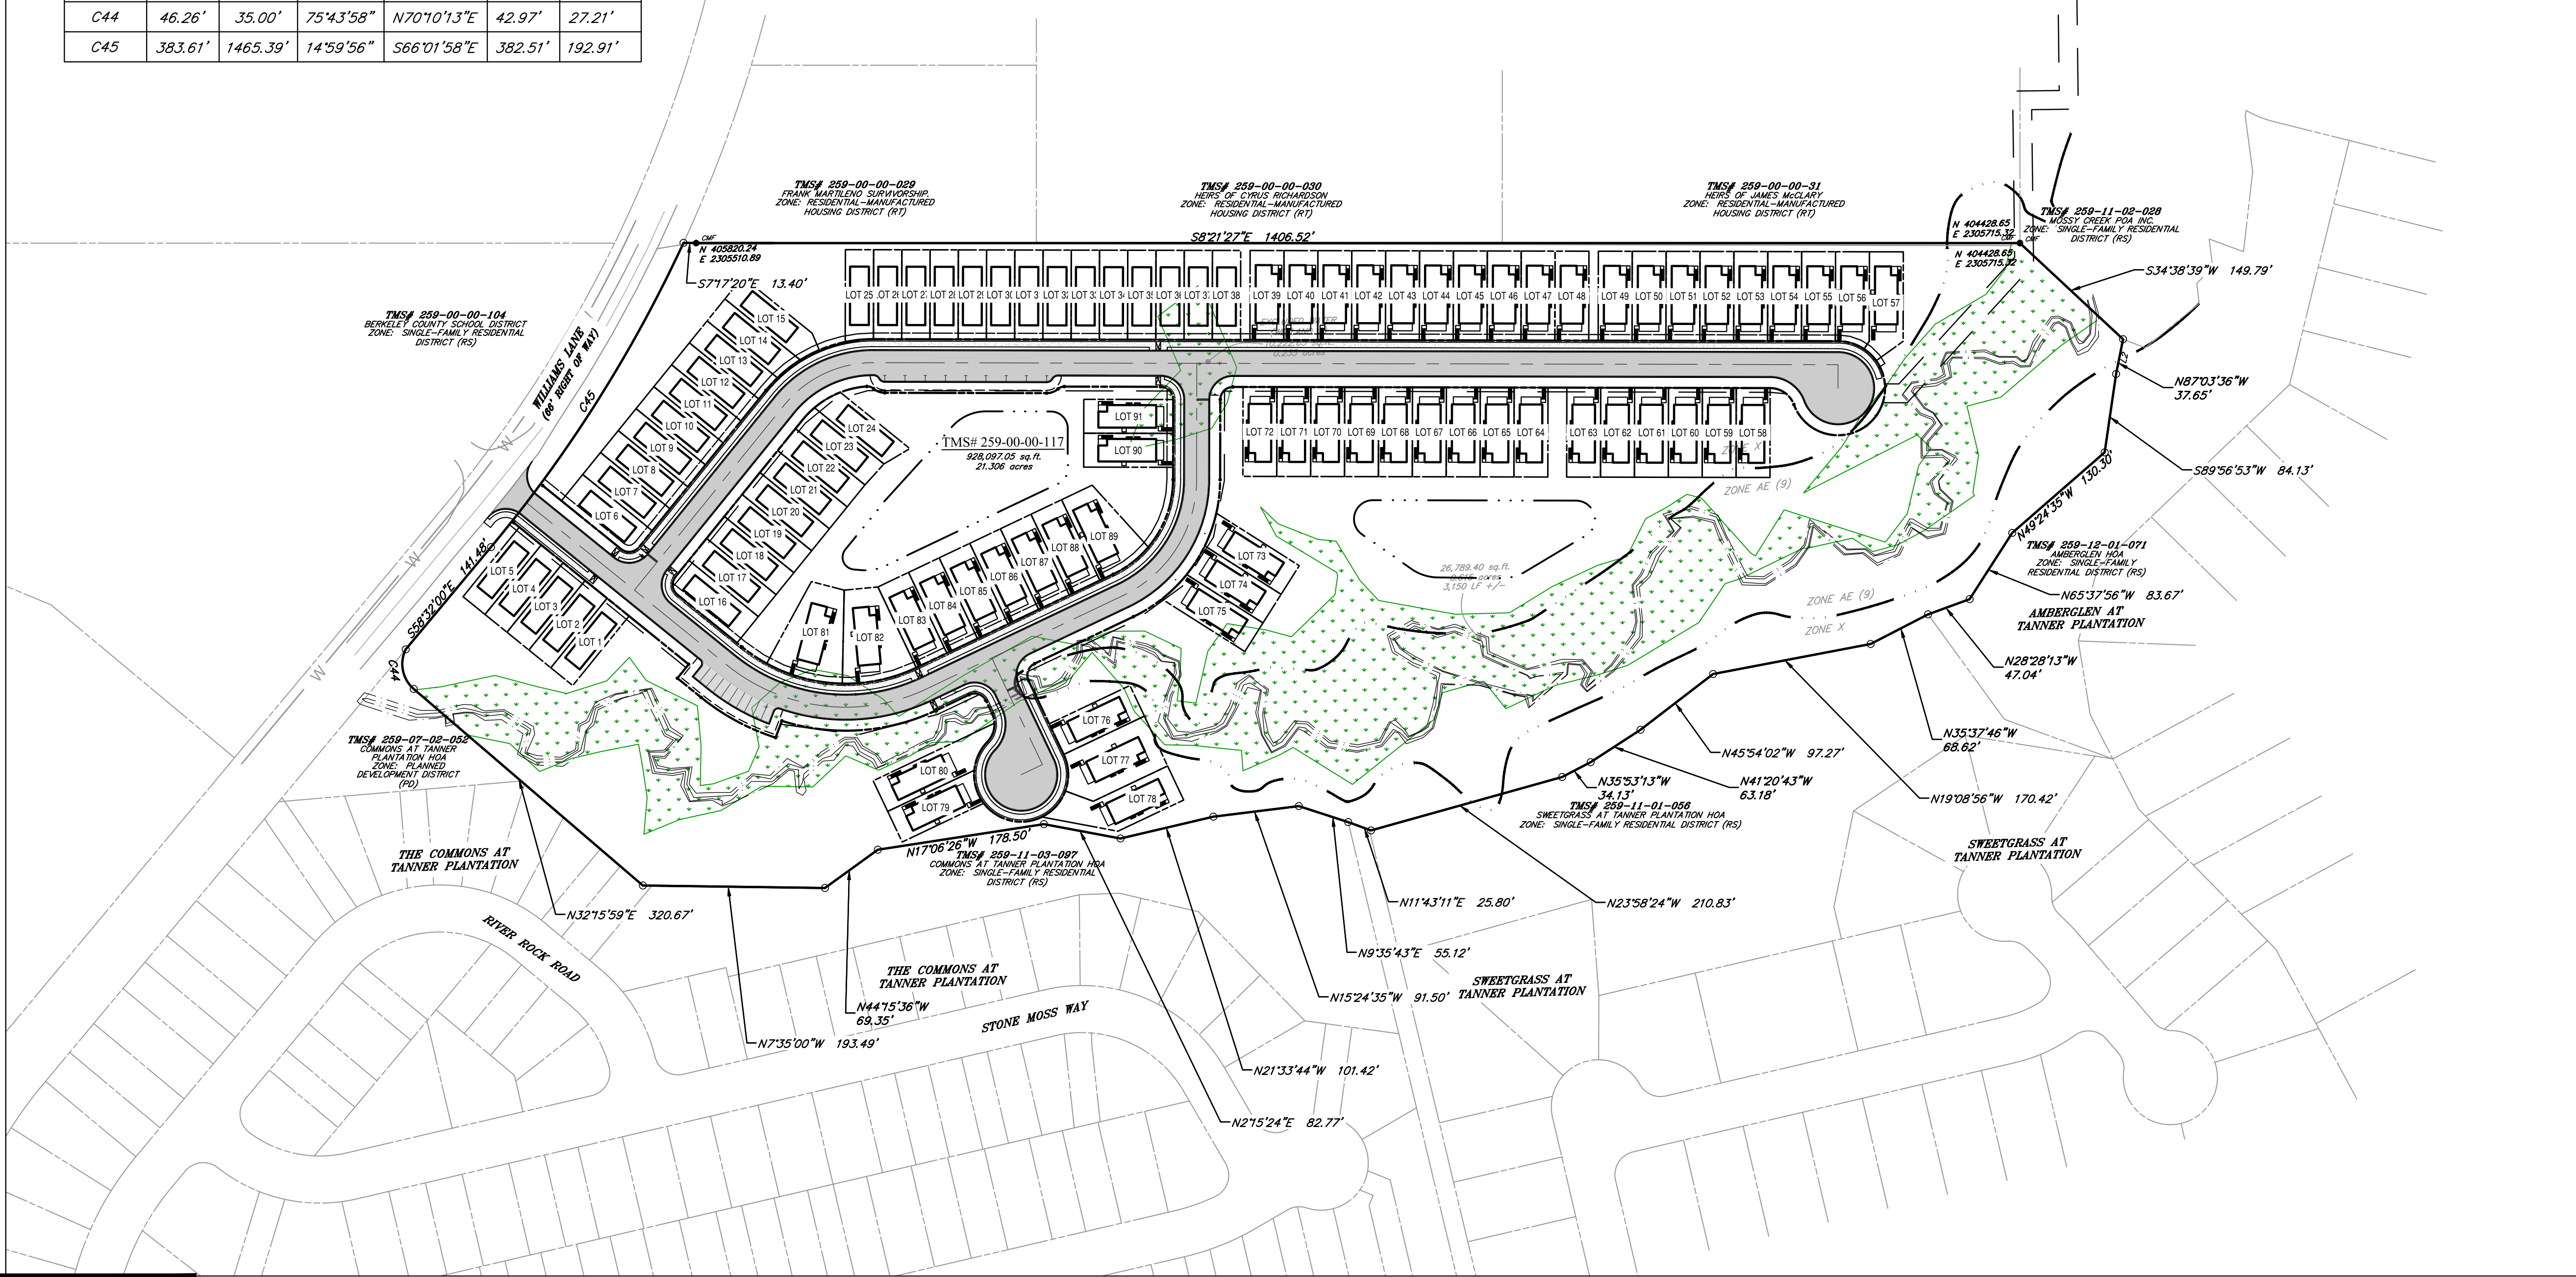 C44 46.26' 35.00' 75°43'58" N70°10'13"E 42.97' 27.21'
C45 383.61' 1465.39' 14°59'56" S66°01'58"E 382.51' 192.91'
TMS# 259-00-00-029
FRANK MARTILENO SURVIVORSHIP.
ZONE: RESIDENTIAL-MANUFACTURED
HOUSING DISTRICT (RT)
TMS# 259-00-00-030
HEIRS OF CYRUS RICHARDSON
ZONE: RESIDENTIAL-MANUFACTURED
HOUSING DISTRICT (RT)
TMS# 259-00-00-31
HEIRS OF JAMES McCLARY
ZONE: RESIDENTIAL-MANUFACTURED
HOUSING DISTRICT (RT)
TMS# 259-11-02-028
MOSSY CREEK POA INC.
ZONE: SINGLE-FAMILY RESIDENTIAL
DISTRICT (RS)
N 404428.65
E 2305715.32
CMF
CMF
N 404428.65
E 2305715.32
S8°21'27"E 1406.52'
CMF
N 405820.24
E 2305510.89
S7°17'20"E 13.40'
S34°38'39"W 149.79'
TMS# 259-00-00-104
BERKELEY COUNTY SCHOOL DISTRICT
ZONE: SINGLE-FAMILY RESIDENTIAL
DISTRICT (RS)
WILLIAMS LANE
(66' RIGHT OF WAY)
C45
LOT 15
LOT 14
LOT 13
LOT 12
LOT 11
LOT 10
LOT 9
LOT 8
LOT 7
LOT 6
LOT 25
LOT 38
LOT 39
LOT 40
LOT 41
LOT 42
LOT 43
LOT 44
LOT 45
LOT 46
LOT 47
LOT 48
LOT 49
LOT 50
LOT 51
LOT 52
LOT 53
LOT 54
LOT 55
LOT 56
LOT 57
L2
N87°03'36"W
37.65'
LOT 24
LOT 23
LOT 22
LOT 21
LOT 20
LOT 19
LOT 18
LOT 17
LOT 16
TMS# 259-00-00-117
928,097.05 sq.ft.
21.306 acres
LOT 91
LOT 90
LOT 72
LOT 71
LOT 70
LOT 69
LOT 68
LOT 67
LOT 66
LOT 65
LOT 64
LOT 63
LOT 62
LOT 61
LOT 60
LOT 59
LOT 58
ZONE X
ZONE AE (9)
S89°56'53"W 84.13'
N49°24'35"W 130.30'
W
W
W
S58°32'00"E 141.48'
C44
LOT 5
LOT 4
LOT 3
LOT 2
LOT 1
LOT 81
LOT 82
LOT 83
LOT 84
LOT 85
LOT 86
LOT 87
LOT 88
LOT 89
LOT 73
LOT 74
LOT 75
26,789.40 sq.ft.
0.615 acres
3,150 LF +/-
TMS# 259-12-01-071
AMBERGLEN HOA
ZONE: SINGLE-FAMILY
RESIDENTIAL DISTRICT (RS)
N65°37'56"W 83.67'
AMBERGLEN AT
TANNER PLANTATION
ZONE AE (9)
ZONE X
N28°28'13"W
47.04'
N35°37'46"W
68.62'
TMS# 259-07-02-052
COMMONS AT TANNER
PLANTATION HOA
ZONE: PLANNED
DEVELOPMENT DISTRICT
(PD)
LOT 76
LOT 77
LOT 78
LOT 80
LOT 79
N45°54'02"W 97.27'
N41°20'43"W
63.18'
N35°53'13"W
34.13'
N19°08'56"W 170.42'
TMS# 259-11-01-056
SWEETGRASS AT TANNER PLANTATION HOA
ZONE: SINGLE-FAMILY RESIDENTIAL DISTRICT (RS)
N17°06'26"W 178.50'
TMS# 259-11-03-097
COMMONS AT TANNER PLANTATION HOA
ZONE: SINGLE-FAMILY RESIDENTIAL
DISTRICT (RS)
THE COMMONS AT
TANNER PLANTATION
SWEETGRASS AT
TANNER PLANTATION
N32°15'59"E 320.67'
N11°43'11"E 25.80'
N23°58'24"W 210.83'
RIVER ROCK ROAD
N9°35'43"E 55.12'
THE COMMONS AT
TANNER PLANTATION
SWEETGRASS AT
TANNER PLANTATION
N15°24'35"W 91.50'
N44°15'36"W
69.35'
STONE MOSS WAY
N7°35'00"W 193.49'
N21°33'44"W 101.42'
N2°15'24"E 82.77'